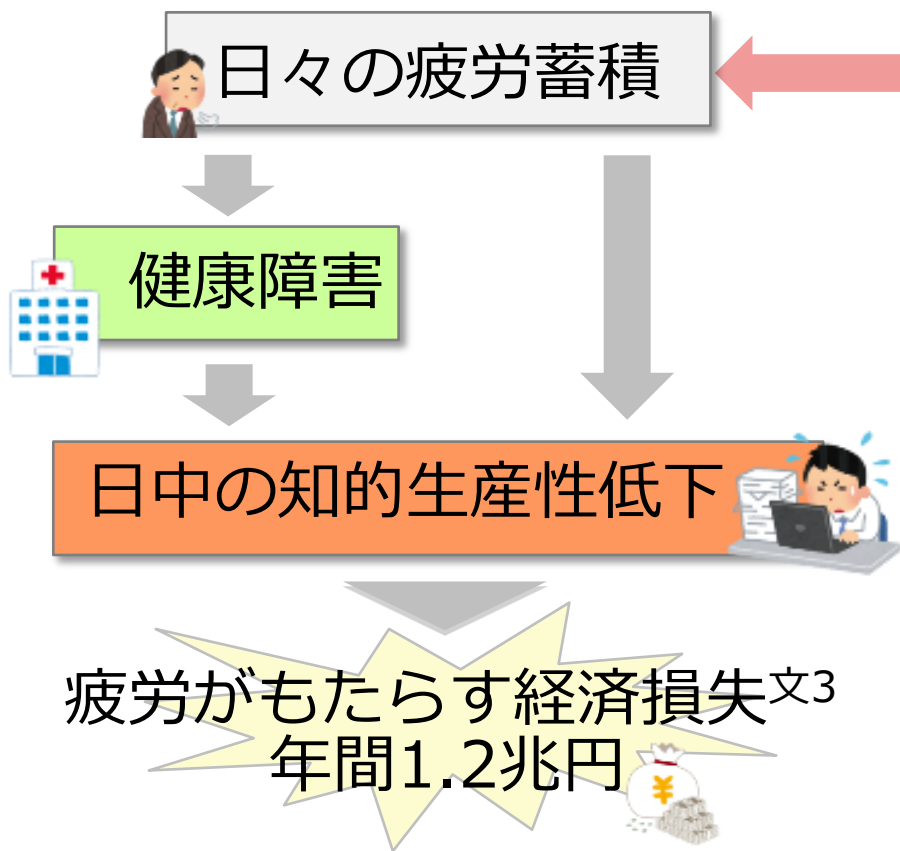 日々の疲労蓄積
健康障害
日中の知的生産性低下
疲労がもたらす経済損失文3
年間1.2兆円
¥